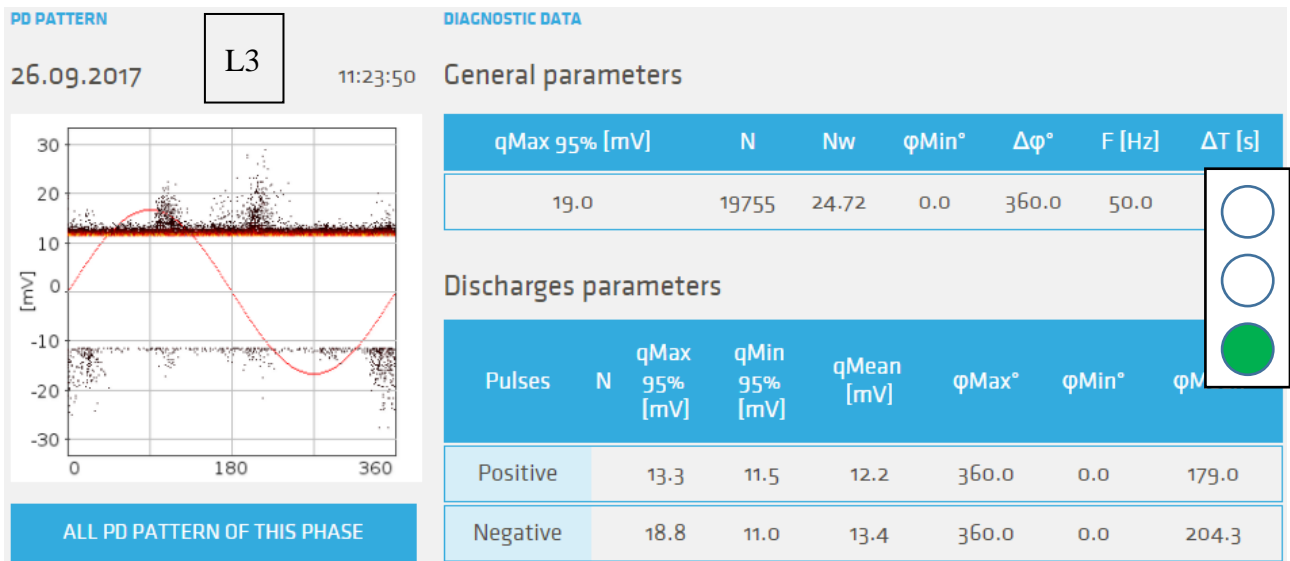 PD PATTERN
26.09.2017 L3 11:23:50
30
20
10
0
-10
-20
-30
[mV]
0 180 360
ALL PD PATTERN OF THIS PHASE
DIAGNOSTIC DATA
General parameters
qMax 95% [mV] N Nw φMin° Δφ° F [Hz] ΔT [s]
19.0 19755 24.72 0.0 360.0 50.0
Discharges parameters
Pulses N qMax 95% [mV] qMin 95% [mV] qMean [mV] φMax° φMin°
Positive 13.3 11.5 12.2 360.0 0.0 179.0
Negative 18.8 11.0 13.4 360.0 0.0 204.3